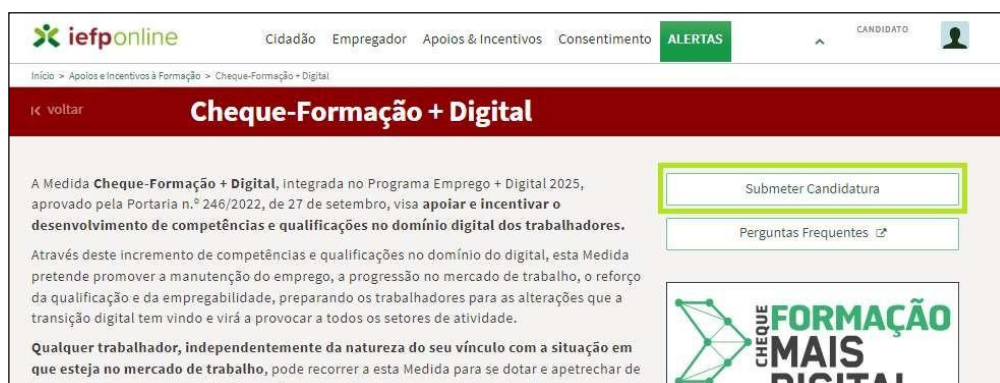 iefponline
Cidadão Empregador Apoios & Incentivos Consentimento ALERTAS CANDIDATO
Início > Apoios e Incentivos à Formação > Cheque-Formação + Digital
voltar
Cheque-Formação + Digital
A Medida Cheque-Formação + Digital, integrada no Programa Emprego + Digital 2025,
aprovado pela Portaria n.º 246/2022, de 27 de setembro, visa apoiar e incentivar o
desenvolvimento de competências e qualificações no domínio digital dos trabalhadores.
Através deste incremento de competências e qualificações no domínio do digital, esta Medida
pretende promover a manutenção do emprego, a progressão no mercado de trabalho, o reforço
da qualificação e da empregabilidade, preparando os trabalhadores para as alterações que a
transição digital tem vindo e virá a provocar a todos os setores de atividade.
Qualquer trabalhador, independentemente da natureza do seu vínculo com a situação em
que esteja no mercado de trabalho, pode recorrer a esta Medida para se dotar e apetrechar de
Submeter Candidatura
Perguntas Frequentes
CHEQUE
FORMAÇÃO
MAIS
DIGITAL